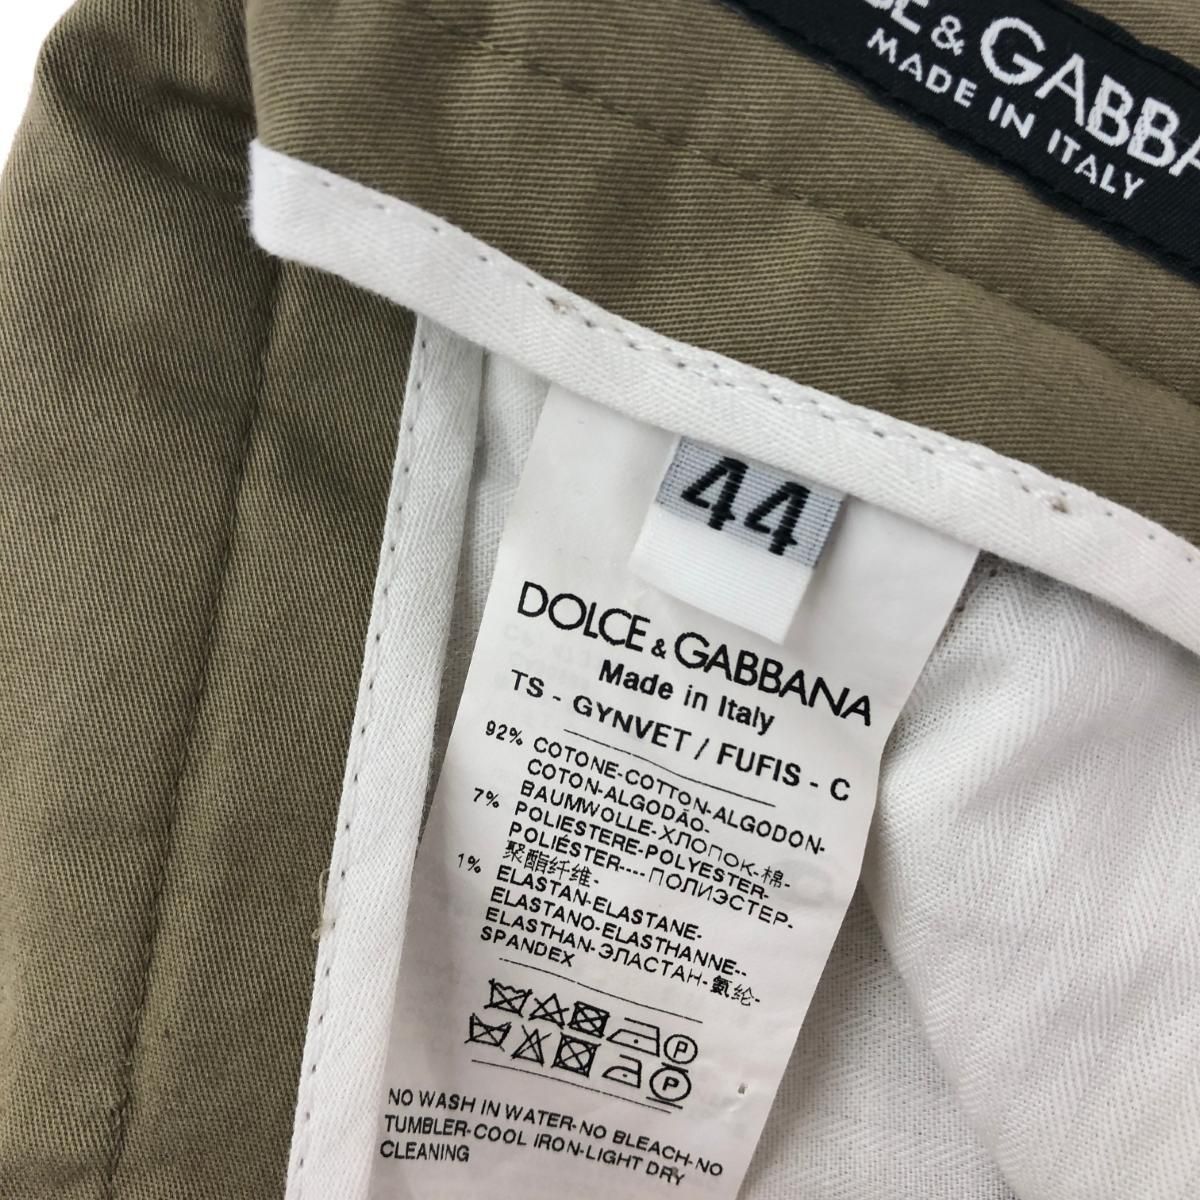 & GABBA
MADE IN ITALY
44
DOLCE & GABBANA
Made in Italy
TS - GYNVET / FUFIS - C
92% COTONE-COTTON-ALGODON-
COTON-ALGODÃO-
BAUMWOLLE-ХЛОПОК-棉-
7% POLIESTERE-POLYESTER-
POLIÉSTER----ПОЛИЭСТЕР-
聚酯纤维-
1% ELASTAN-ELASTANE-
ELASTANO-ELASTHANNE--
ELASTHAN-ЭЛАСТАН-氨纶-
SPANDEX
P
P
NO WASH IN WATER-NO BLEACH-NO
TUMBLER-COOL IRON-LIGHT DRY
CLEANING